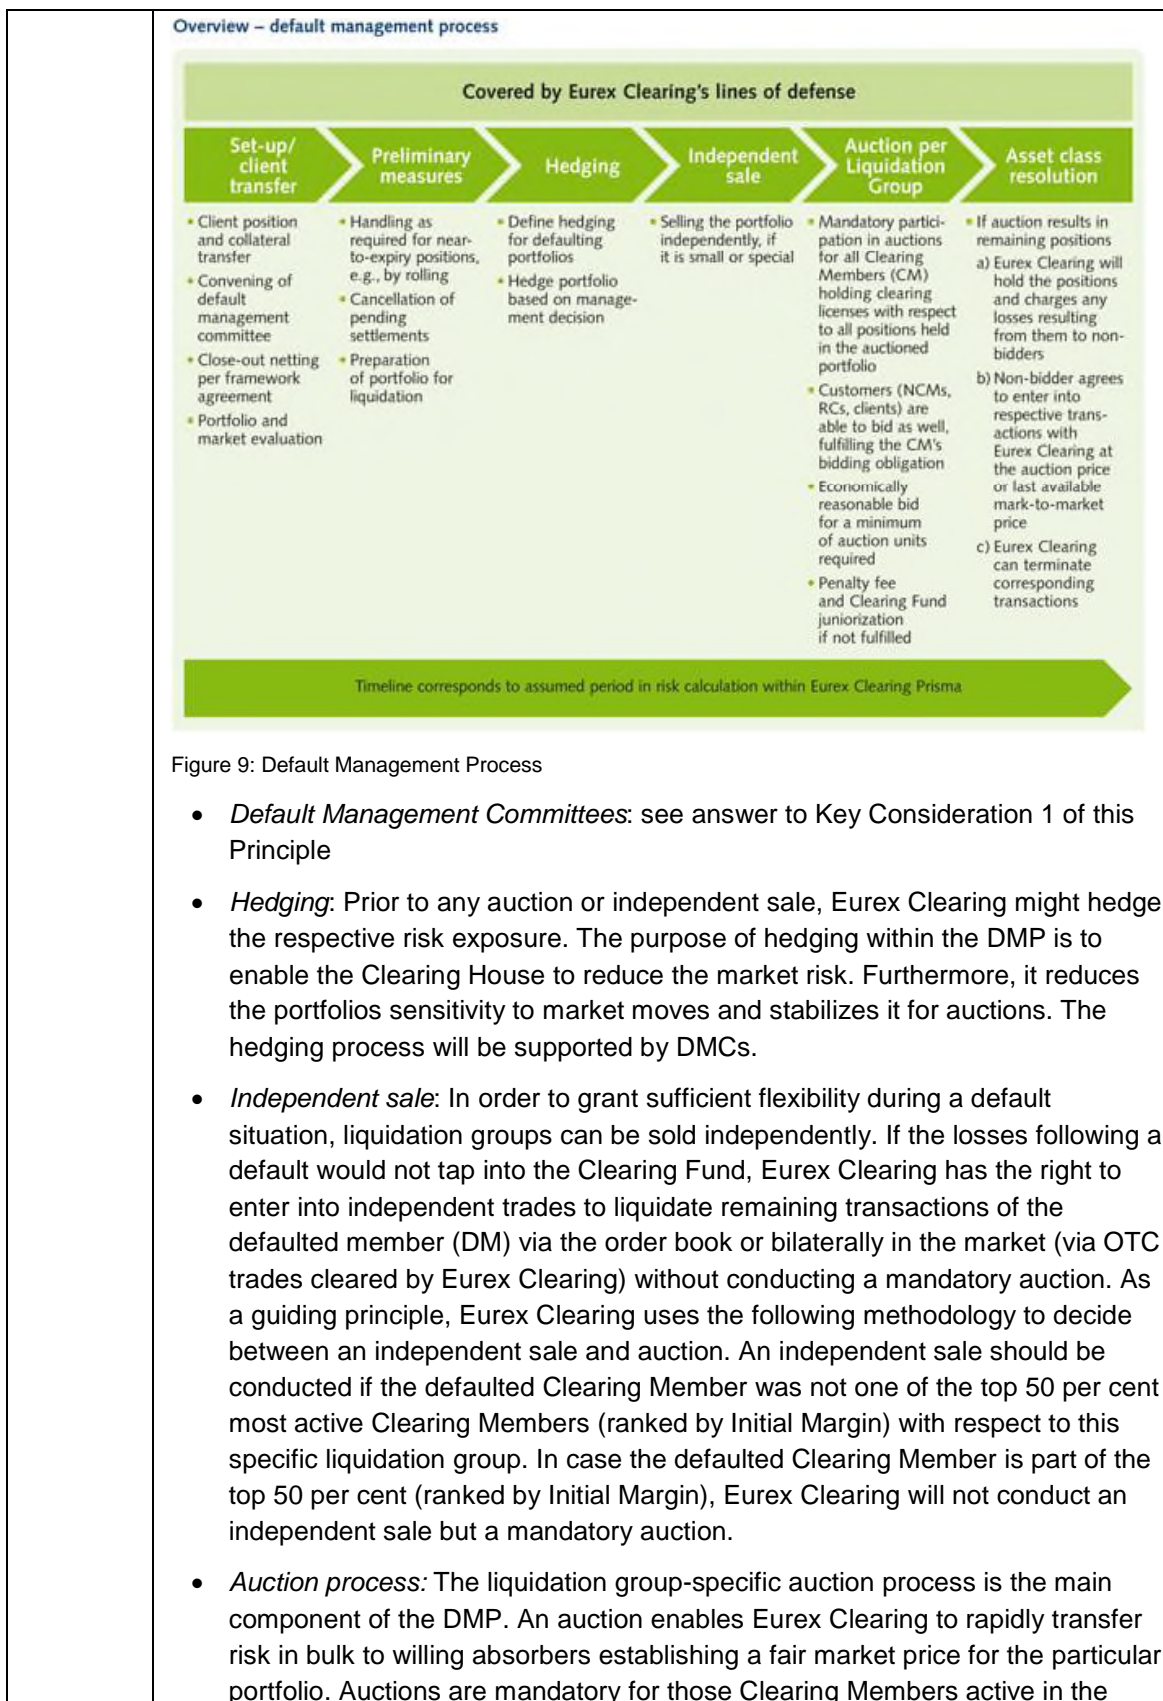 Overview – default management process
Covered by Eurex Clearing's lines of defense
Set-up/
client
transfer
Preliminary
measures
Hedging
Independent
sale
Auction per
Liquidation
Group
Asset class
resolution
• Client position
and collateral
transfer
• Convening of
default
management
committee
• Close-out netting
per framework
agreement
• Portfolio and
market evaluation
• Handling as
required for near-
to-expiry positions,
e.g., by rolling
• Cancellation of
pending
settlements
• Preparation
of portfolio for
liquidation
• Define hedging
for defaulting
portfolios
• Hedge portfolio
based on manage-
ment decision
• Selling the portfolio
independently, if
it is small or special
• Mandatory partici-
pation in auctions
for all Clearing
Members (CM)
holding clearing
licenses with respect
to all positions held
in the auctioned
portfolio
• Customers (NCMs,
RCs, clients) are
able to bid as well,
fulfilling the CM's
bidding obligation
• Economically
reasonable bid
for a minimum
of auction units
required
• Penalty fee
and Clearing Fund
juniorization
if not fulfilled
• If auction results in
remaining positions
a) Eurex Clearing will
hold the positions
and charges any
losses resulting
from them to non-
bidders
b) Non-bidder agrees
to enter into
respective trans-
actions with
Eurex Clearing at
the auction price
or last available
mark-to-market
price
c) Eurex Clearing
can terminate
corresponding
transactions
Timeline corresponds to assumed period in risk calculation within Eurex Clearing Prisma
Figure 9: Default Management Process
• Default Management Committees: see answer to Key Consideration 1 of this
Principle
• Hedging: Prior to any auction or independent sale, Eurex Clearing might hedge
the respective risk exposure. The purpose of hedging within the DMP is to
enable the Clearing House to reduce the market risk. Furthermore, it reduces
the portfolios sensitivity to market moves and stabilizes it for auctions. The
hedging process will be supported by DMCs.
• Independent sale: In order to grant sufficient flexibility during a default
situation, liquidation groups can be sold independently. If the losses following a
default would not tap into the Clearing Fund, Eurex Clearing has the right to
enter into independent trades to liquidate remaining transactions of the
defaulted member (DM) via the order book or bilaterally in the market (via OTC
trades cleared by Eurex Clearing) without conducting a mandatory auction. As
a guiding principle, Eurex Clearing uses the following methodology to decide
between an independent sale and auction. An independent sale should be
conducted if the defaulted Clearing Member was not one of the top 50 per cent
most active Clearing Members (ranked by Initial Margin) with respect to this
specific liquidation group. In case the defaulted Clearing Member is part of the
top 50 per cent (ranked by Initial Margin), Eurex Clearing will not conduct an
independent sale but a mandatory auction.
• Auction process: The liquidation group-specific auction process is the main
component of the DMP. An auction enables Eurex Clearing to rapidly transfer
risk in bulk to willing absorbers establishing a fair market price for the particular
portfolio. Auctions are mandatory for those Clearing Members active in the